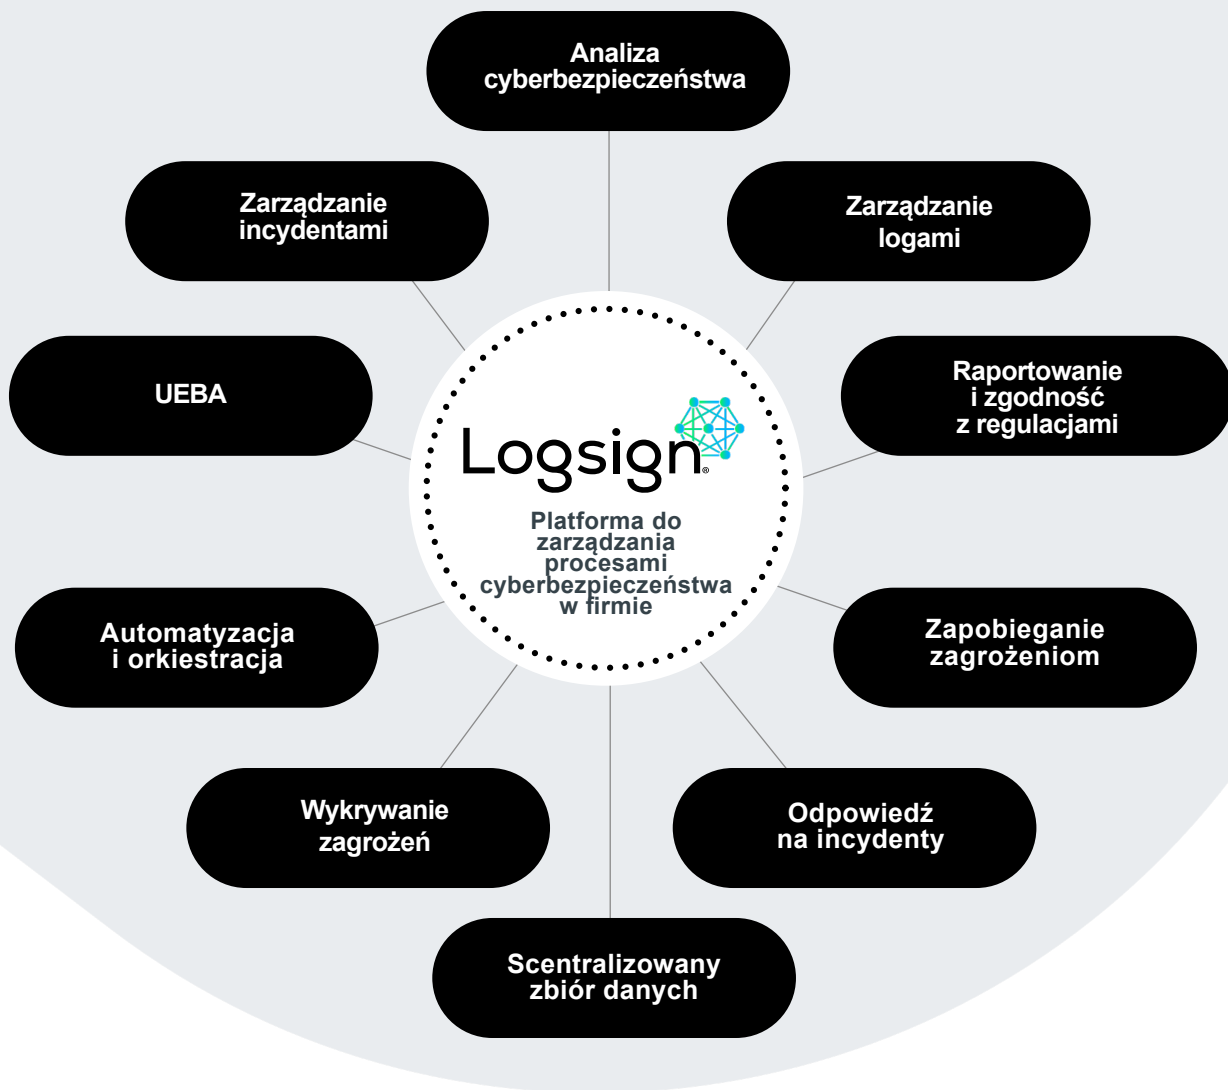 Analiza
cyberbezpieczeństwa
Zarządzanie
incydentami
Zarządzanie
logami
UEBA
Raportowanie
i zgodność
z regulacjami
Logsign®
Platforma do
zarządzania
procesami
cyberbezpieczeństwa
w firmie
Automatyzacja
i orkiestracja
Zapobieganie
zagrożeniom
Wykrywanie
zagrożeń
Odpowiedź
na incydenty
Scentralizowany
zbiór danych